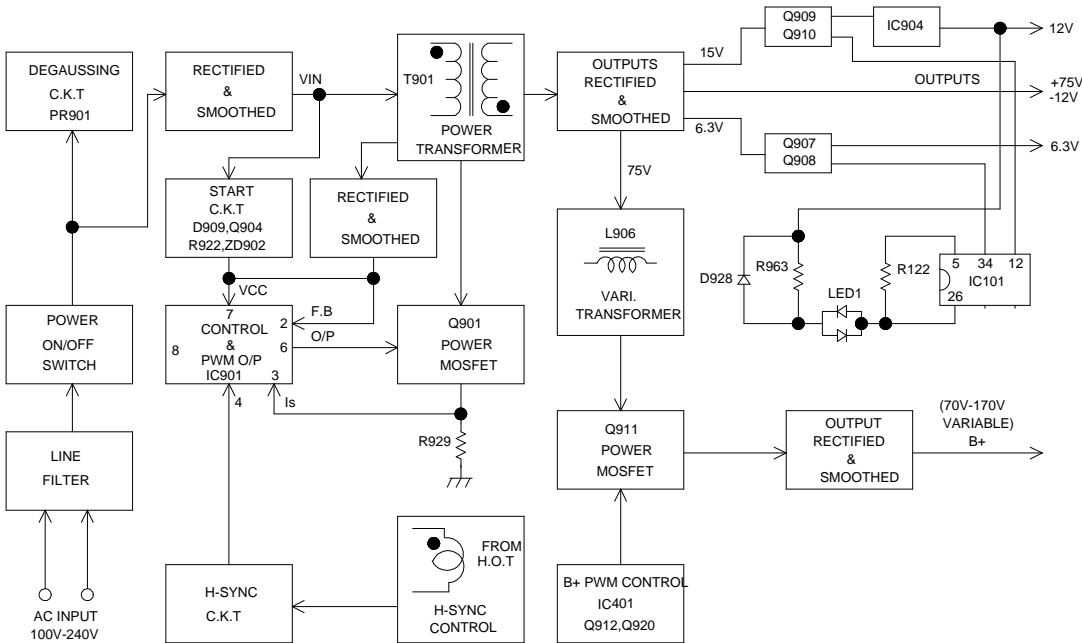 DEGAUSSING
C.K.T
PR901
RECTIFIED
&
SMOOTHED
VIN
T901
POWER
TRANSFORMER
OUTPUTS
RECTIFIED
&
SMOOTHED
15V
Q909
Q910
IC904
12V
OUTPUTS
+75V
-12V
6.3V
Q907
Q908
6.3V
75V
START
C.K.T
D909,Q904
R922,ZD902
RECTIFIED
&
SMOOTHED
L906
VARI.
TRANSFORMER
D928
R963
LED1
R122
5 34 12
IC101
26
VCC
F.B
O/P
7
CONTROL
&
PWM O/P
IC901
2
8
6
3
4
Is
Q901
POWER
MOSFET
R929
POWER
ON/OFF
SWITCH
LINE
FILTER
AC INPUT
100V-240V
Q911
POWER
MOSFET
OUTPUT
RECTIFIED
&
SMOOTHED
(70V-170V
VARIABLE)
B+
H-SYNC
C.K.T
FROM
H.O.T
H-SYNC
CONTROL
B+ PWM CONTROL
IC401
Q912,Q920